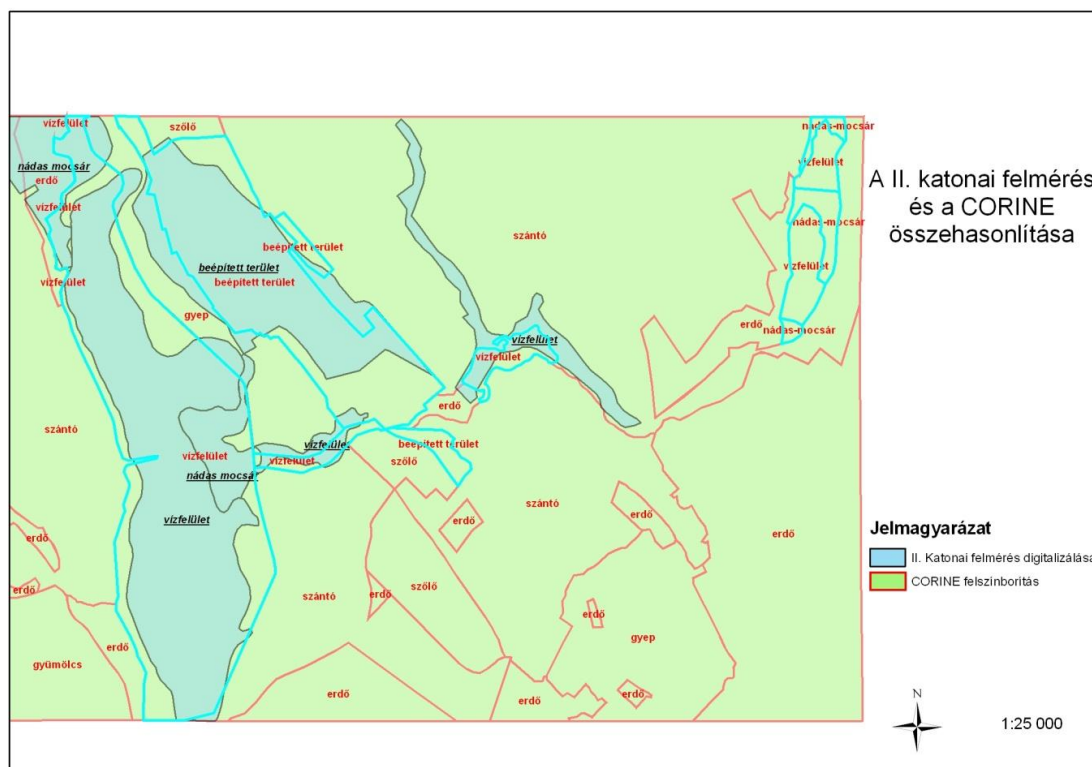 A II. katonai felmérés
és a CORINE
összehasonlítása
vízfelület
szőlő
nádas-mocsár
nádas mocsár
erdő
vízfelület
vízfelület
nádas-mocsár
szántó
beépített terület
beépített terület
beépített terület
vízfelület
vízfelület
gyep
erdő
nádas-mocsár
vízfelület
vízfelület
erdő
szántó
vízfelület
beépített terület
vízfelület
vízfelület
szőlő
nádas mocsár
szántó
vízfelület
erdő
erdő
erdő
erdő
erdő
szántó
erdő
szőlő
erdő
gyep
erdő
gyümölcs
erdő
erdő
erdő
Jelmagyarázat
II. Katonai felmérés digitalizálása
CORINE felszinboritás
N
1:25 000